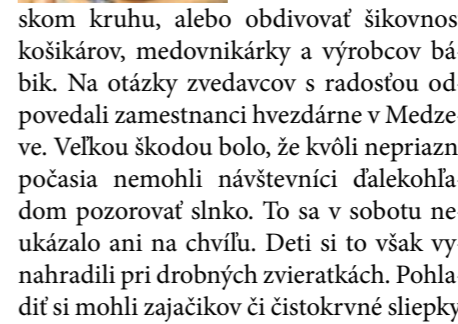 skom kruhu, alebo obdivovať šikovnos
košikárov, medovnikárky a výrobcov bá-
bik. Na otázky zvedavcov s radosťou od-
povedali zamestnanci hvezdárne v Medze-
ve. Veľkou škodou bolo, že kvôli nepriazn
počasia nemohli návštevníci ďalekohľa-
dom pozorovať slnko. To sa v sobotu ne-
ukázalo ani na chvíľu. Deti si to však vy-
nahradili pri drobných zvieratkách. Pohla-
diť si mohli zajačikov či čistokrvné sliepky